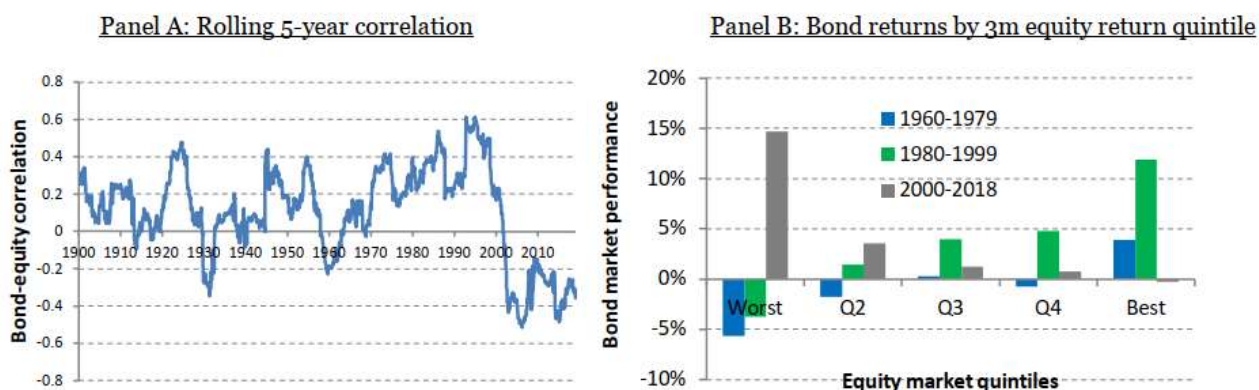 Panel A: Rolling 5-year correlation
0.8
0.6
0.4
0.2
0
-0.2
-0.4
-0.6
-0.8
1900 1910 1920 1930 1940 1950 1960 1970 1980 1990 2000 2010
Bond-equity correlation
Panel B: Bond returns by 3m equity return quintile
20%
15%
10%
5%
0%
-5%
-10%
Bond market performance
1960-1979
1980-1999
2000-2018
Worst Q2 Q3 Q4 Best
Equity market quintiles